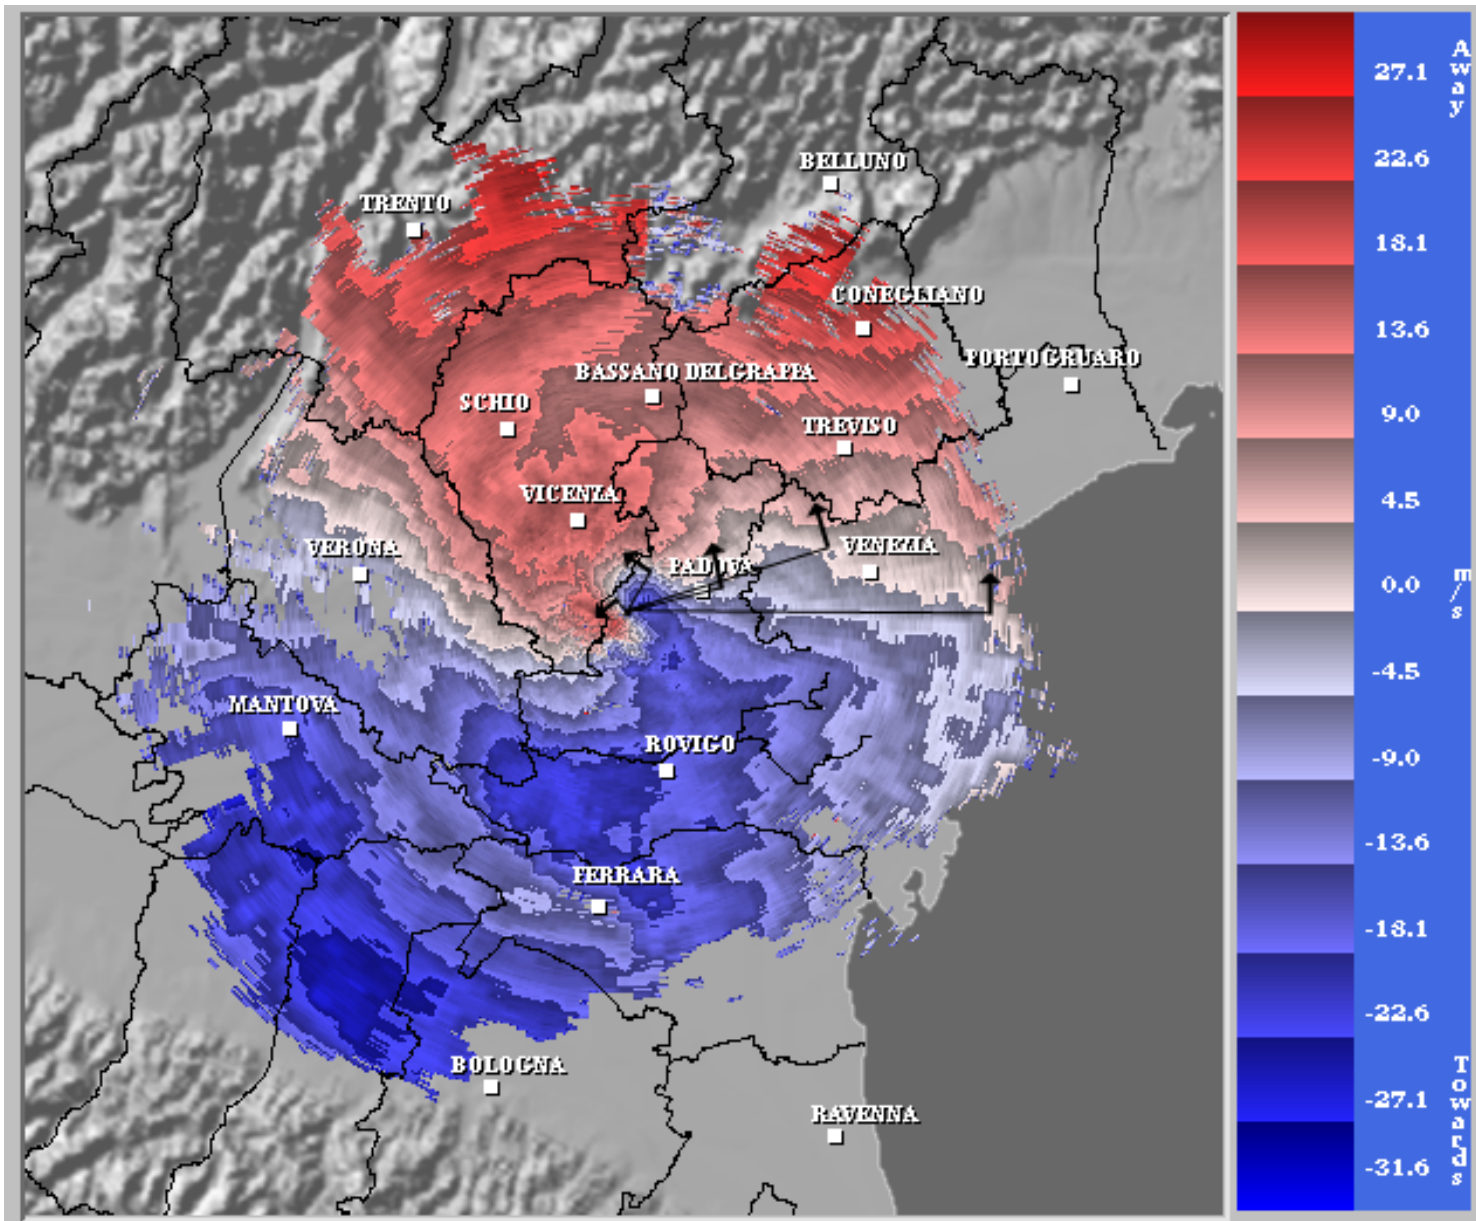 BELLUNO
TRENTO
CONEGLIANO
PORTOGRUARO
BASSANO DELGRAPPA
SCHIO
TREVISO
VICENZA
VERONA
PADOVA
VENEZIA
MANTOVA
ROVIGO
FERRARA
BOLOGNA
RAVENNA
Away
27.1
22.6
18.1
13.6
9.0
4.5
0.0
m/s
-4.5
-9.0
-13.6
-18.1
-22.6
-27.1
-31.6
Towards